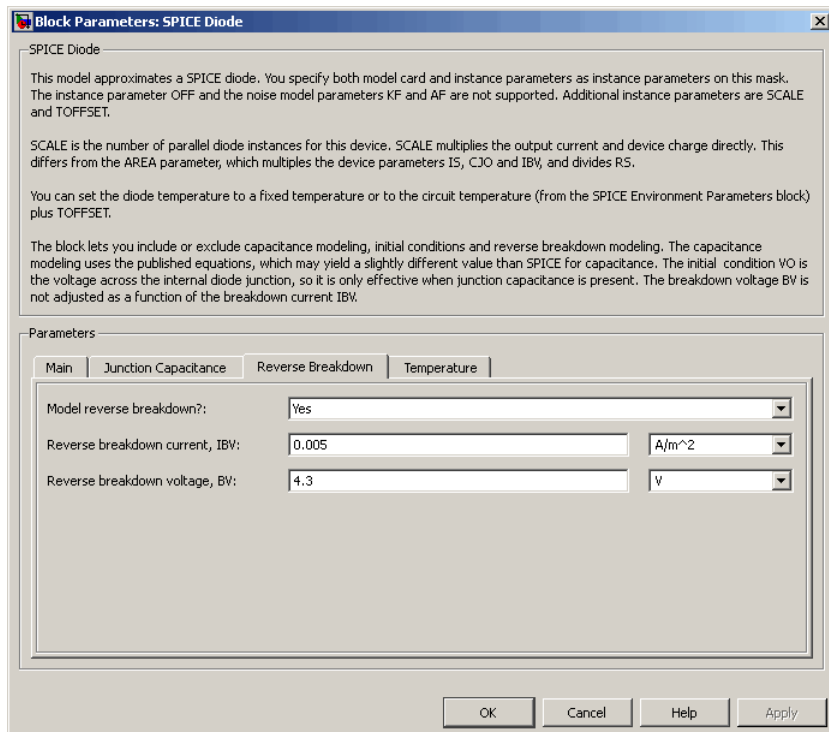 Block Parameters: SPICE Diode
SPICE Diode
This model approximates a SPICE diode. You specify both model card and instance parameters as instance parameters on this mask.
The instance parameter OFF and the noise model parameters KF and AF are not supported. Additional instance parameters are SCALE
and TOFFSET.
SCALE is the number of parallel diode instances for this device. SCALE multiplies the output current and device charge directly. This
differs from the AREA parameter, which multiples the device parameters IS, CJO and IBV, and divides RS.
You can set the diode temperature to a fixed temperature or to the circuit temperature (from the SPICE Environment Parameters block)
plus TOFFSET.
The block lets you include or exclude capacitance modeling, initial conditions and reverse breakdown modeling. The capacitance
modeling uses the published equations, which may yield a slightly different value than SPICE for capacitance. The initial condition VO is
the voltage across the internal diode junction, so it is only effective when junction capacitance is present. The breakdown voltage BV is
not adjusted as a function of the breakdown current IBV.
Parameters
Main Junction Capacitance Reverse Breakdown Temperature
Model reverse breakdown?: Yes
Reverse breakdown current, IBV: 0.005 A/m^2
Reverse breakdown voltage, BV: 4.3 V
OK Cancel Help Apply